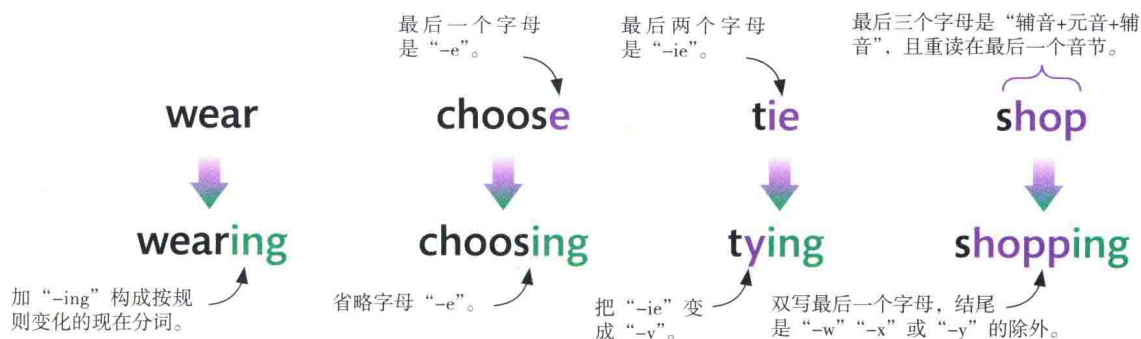 最后一个字母
是“-e”。
最后两个字母
是“-ie”。
最后三个字母是“辅音+元音+辅
音”，且重读在最后一个音节。
wear
choose
tie
shop
wearing
choosing
tying
shopping
加“-ing”构成按规
则变化的现在分词。
省略字母“-e”。
把“-ie”变
成“-y”。
双写最后一个字母，结尾
是“-w”“-x”或“-y”的除外。